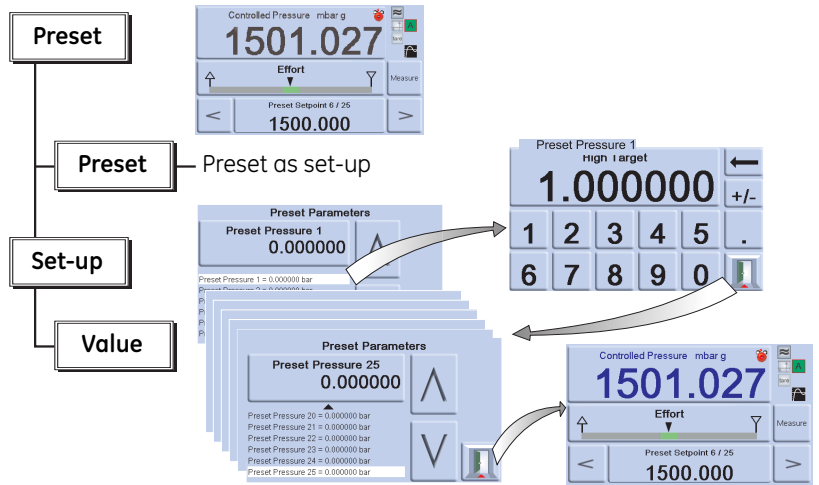 Preset
Controlled Pressure mbar g
A
tare
1501.027
Effort
Measure
Preset Setpoint 6 / 25
< 1500.000 >
Preset
Preset as set-up
Preset Pressure 1
High Target
1.000000
+/-
1 2 3 4 5 .
6 7 8 9 0
Preset Parameters
Preset Pressure 1
0.000000
Preset Pressure 1 = 0.000000 bar
Set-up
Value
Preset Parameters
Preset Pressure 25
0.000000
Preset Pressure 20 = 0.000000 bar
Preset Pressure 21 = 0.000000 bar
Preset Pressure 22 = 0.000000 bar
Preset Pressure 23 = 0.000000 bar
Preset Pressure 24 = 0.000000 bar
Preset Pressure 25 = 0.000000 bar
Controlled Pressure mbar g
A
tare
1501.027
Effort
Measure
Preset Setpoint 6 / 25
< 1500.000 >